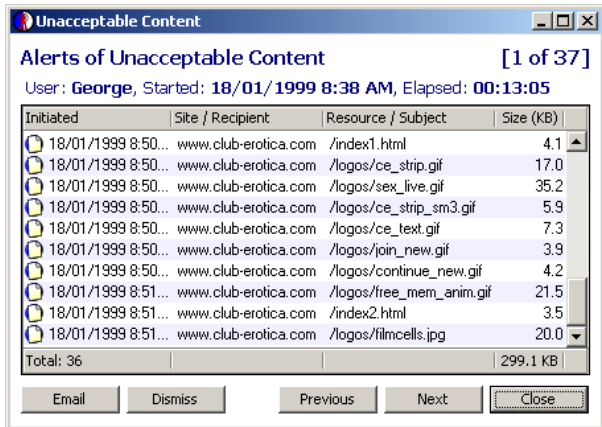 Unacceptable Content
Alerts of Unacceptable Content [1 of 37]
User: George, Started: 18/01/1999 8:38 AM, Elapsed: 00:13:05
Initiated Site / Recipient Resource / Subject Size (KB)
18/01/1999 8:50... www.club-erotica.com /index1.html 4.1
18/01/1999 8:50... www.club-erotica.com /logos/ce_strip.gif 17.0
18/01/1999 8:50... www.club-erotica.com /logos/sex_live.gif 35.2
18/01/1999 8:50... www.club-erotica.com /logos/ce_strip_sm3.gif 5.9
18/01/1999 8:50... www.club-erotica.com /logos/ce_text.gif 7.3
18/01/1999 8:50... www.club-erotica.com /logos/join_new.gif 3.9
18/01/1999 8:50... www.club-erotica.com /logos/continue_new.gif 4.2
18/01/1999 8:51... www.club-erotica.com /logos/free_mem_anim.gif 21.5
18/01/1999 8:51... www.club-erotica.com /index2.html 3.5
18/01/1999 8:51... www.club-erotica.com /logos/filmcells.jpg 20.0
Total: 36 299.1 KB
Email Dismiss Previous Next Close